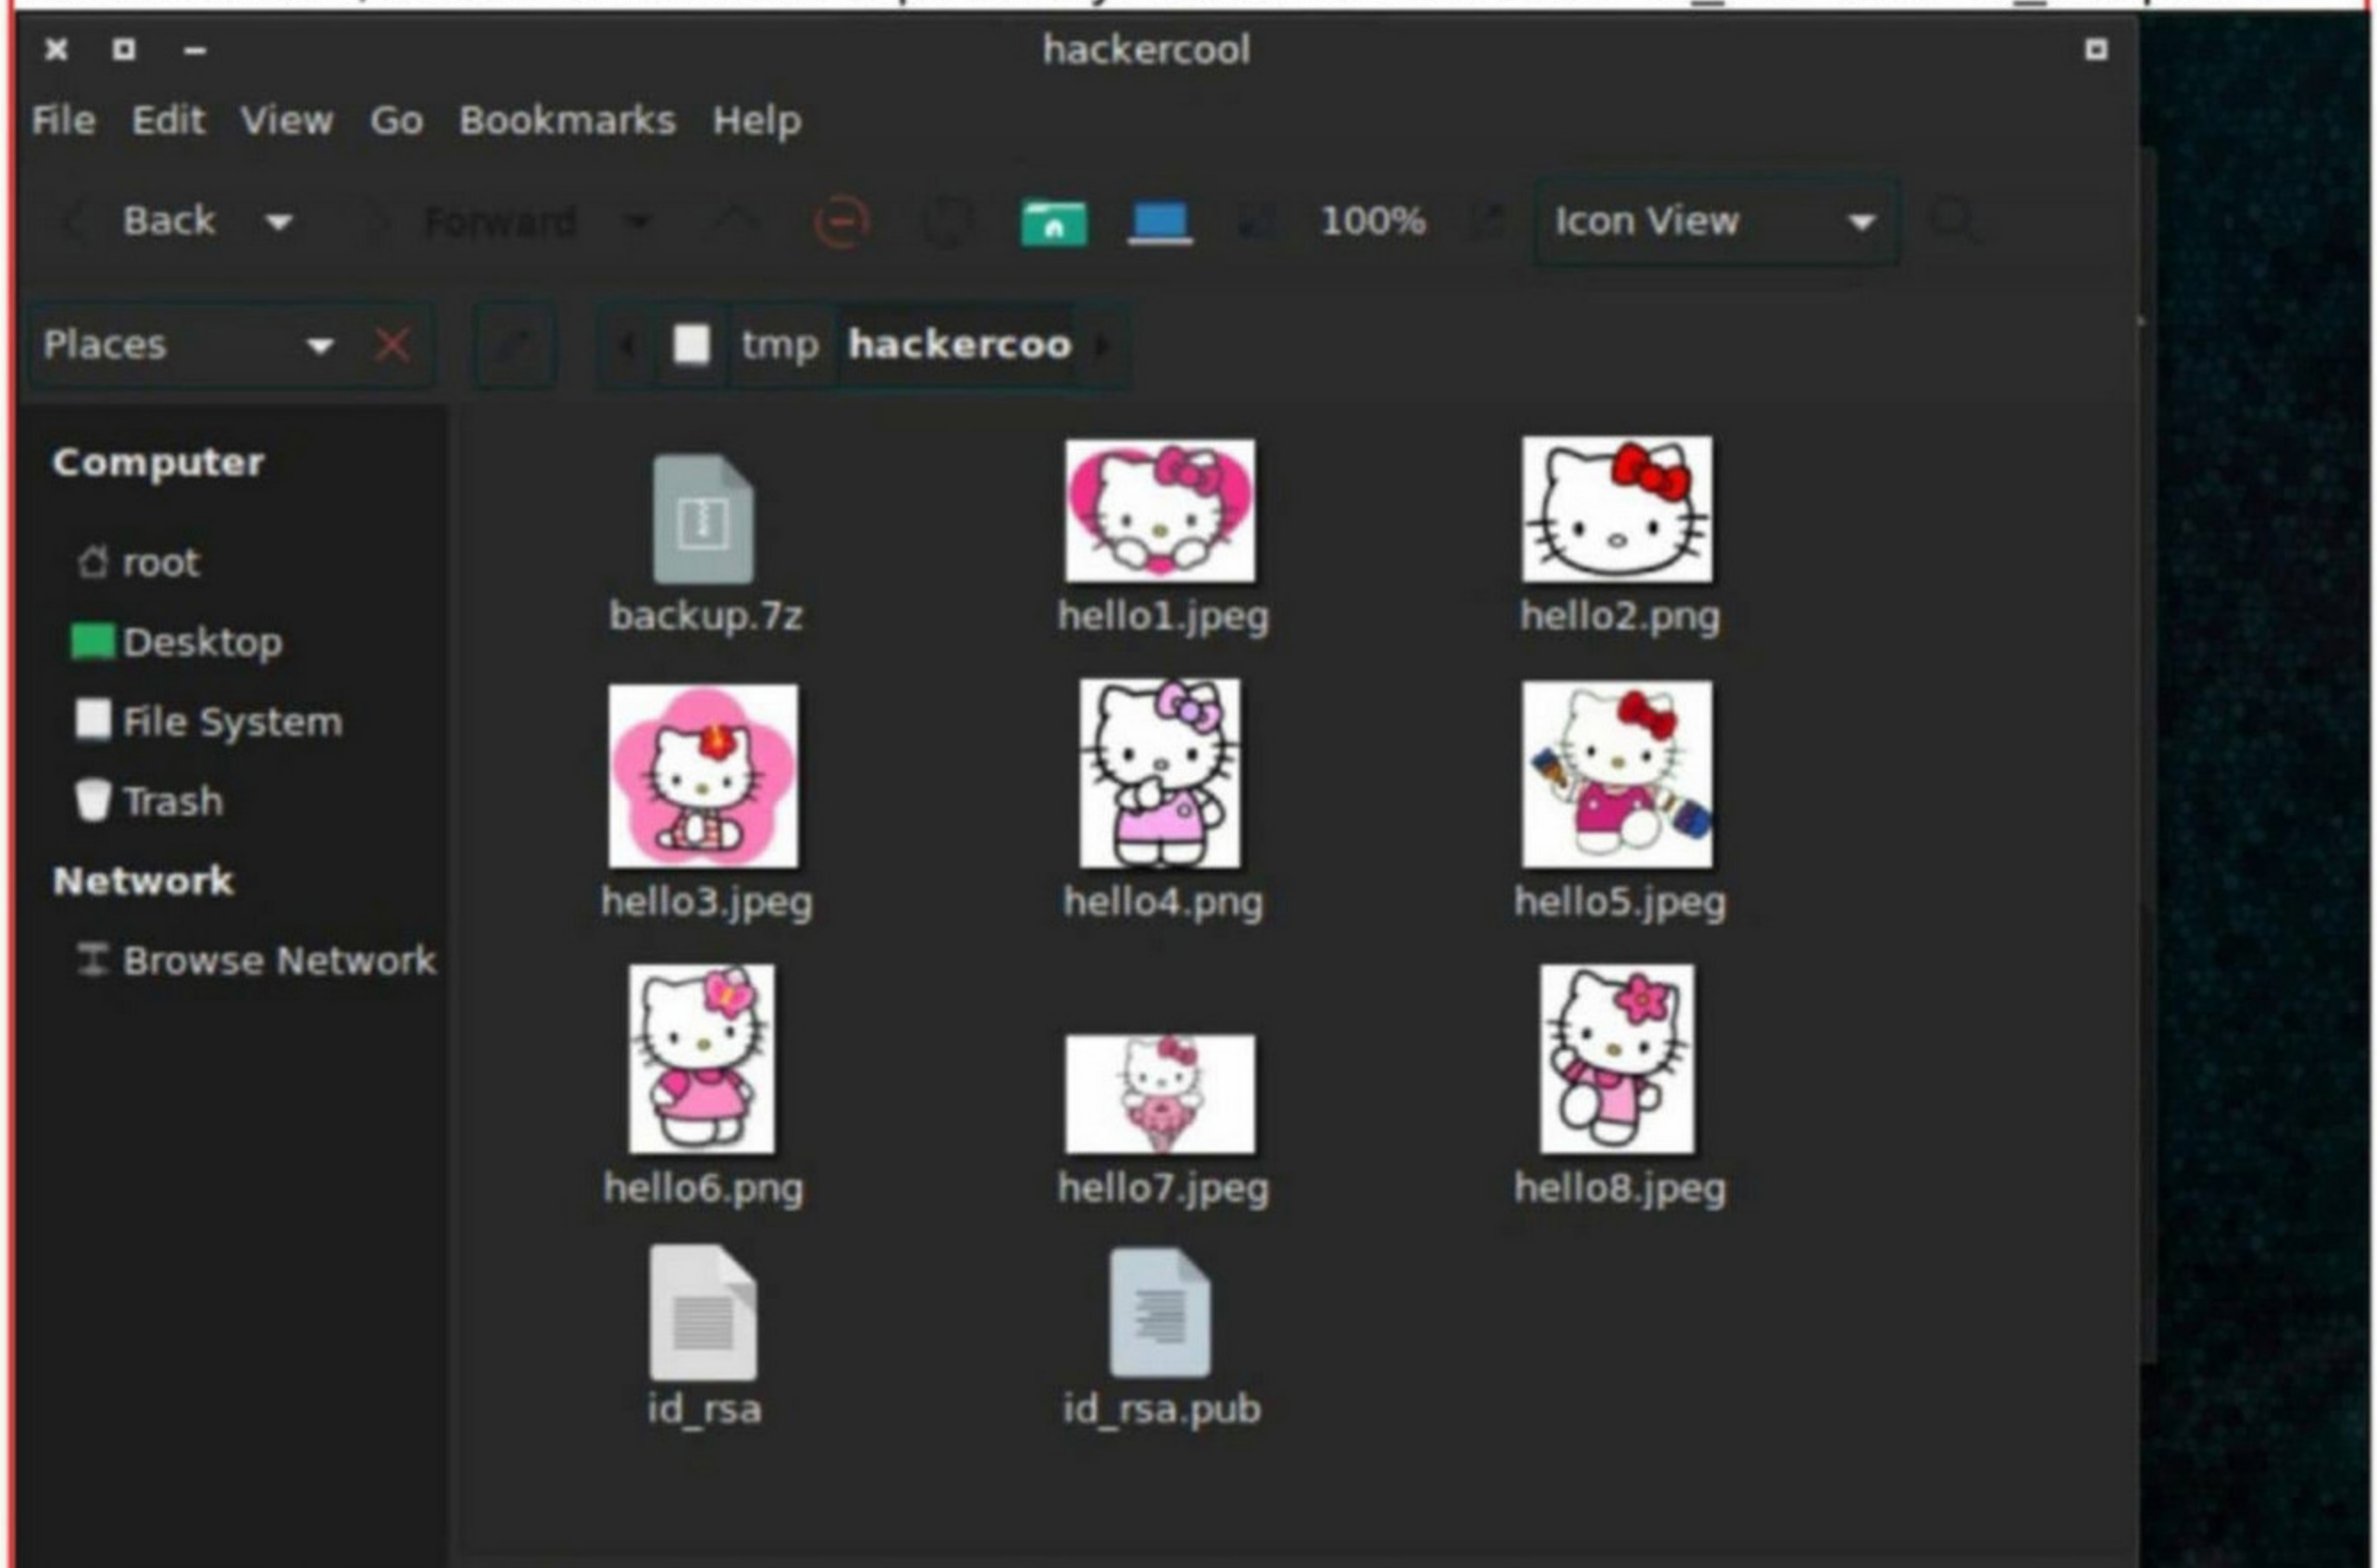 hackercool
File Edit View Go Bookmarks Help
Back Forward 100% Icon View
Places tmp hackercoo
Computer
root
Desktop
File System
Trash
Network
Browse Network
backup.7z hello1.jpeg hello2.png
hello3.jpeg hello4.png hello5.jpeg
hello6.png hello7.jpeg hello8.jpeg
id_rsa id_rsa.pub